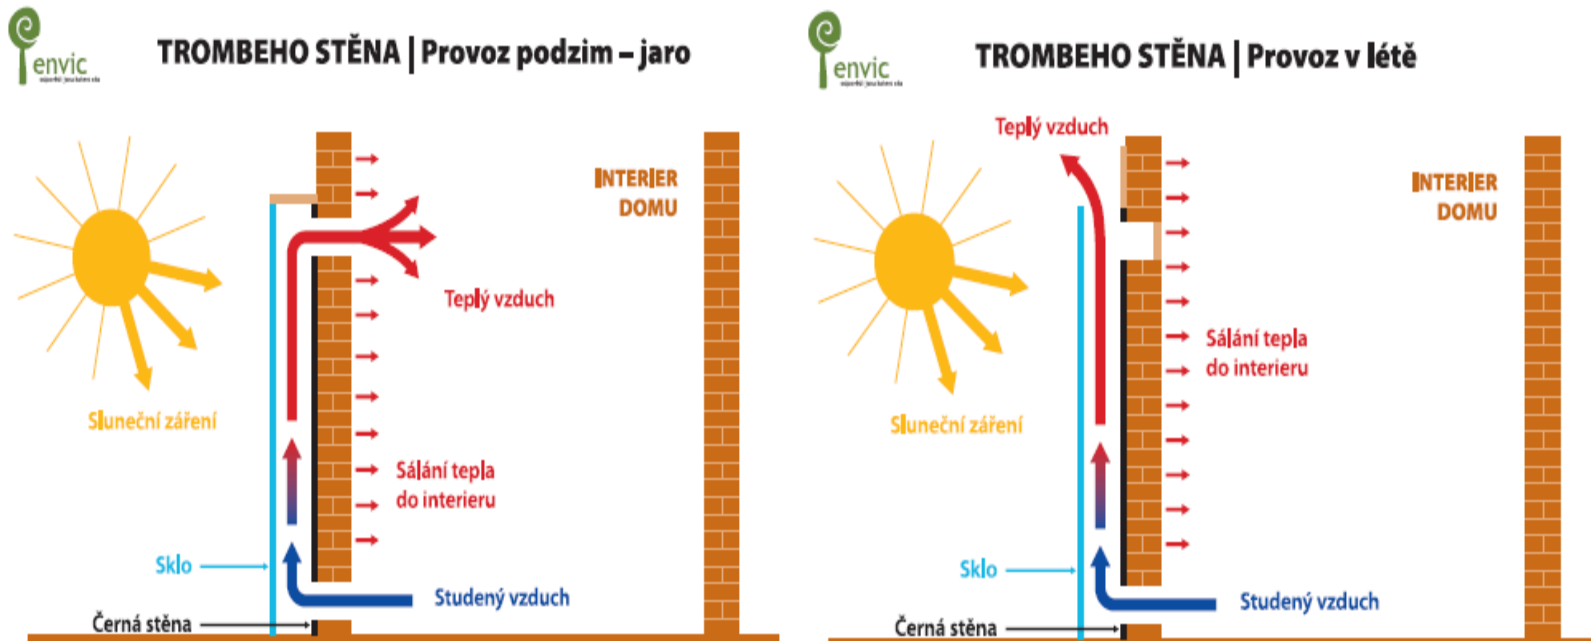 envic
TROMBEHO STĚNA | Provoz podzim – jaro
INTERIER
DOMU
Teplý vzduch
Sluneční záření
Sálání tepla
do interieru
Sklo
Studený vzduch
Černá stěna
envic
TROMBEHO STĚNA | Provoz v létě
Teplý vzduch
INTERIER
DOMU
Sálání tepla
do interieru
Sluneční záření
Sklo
Studený vzduch
Černá stěna